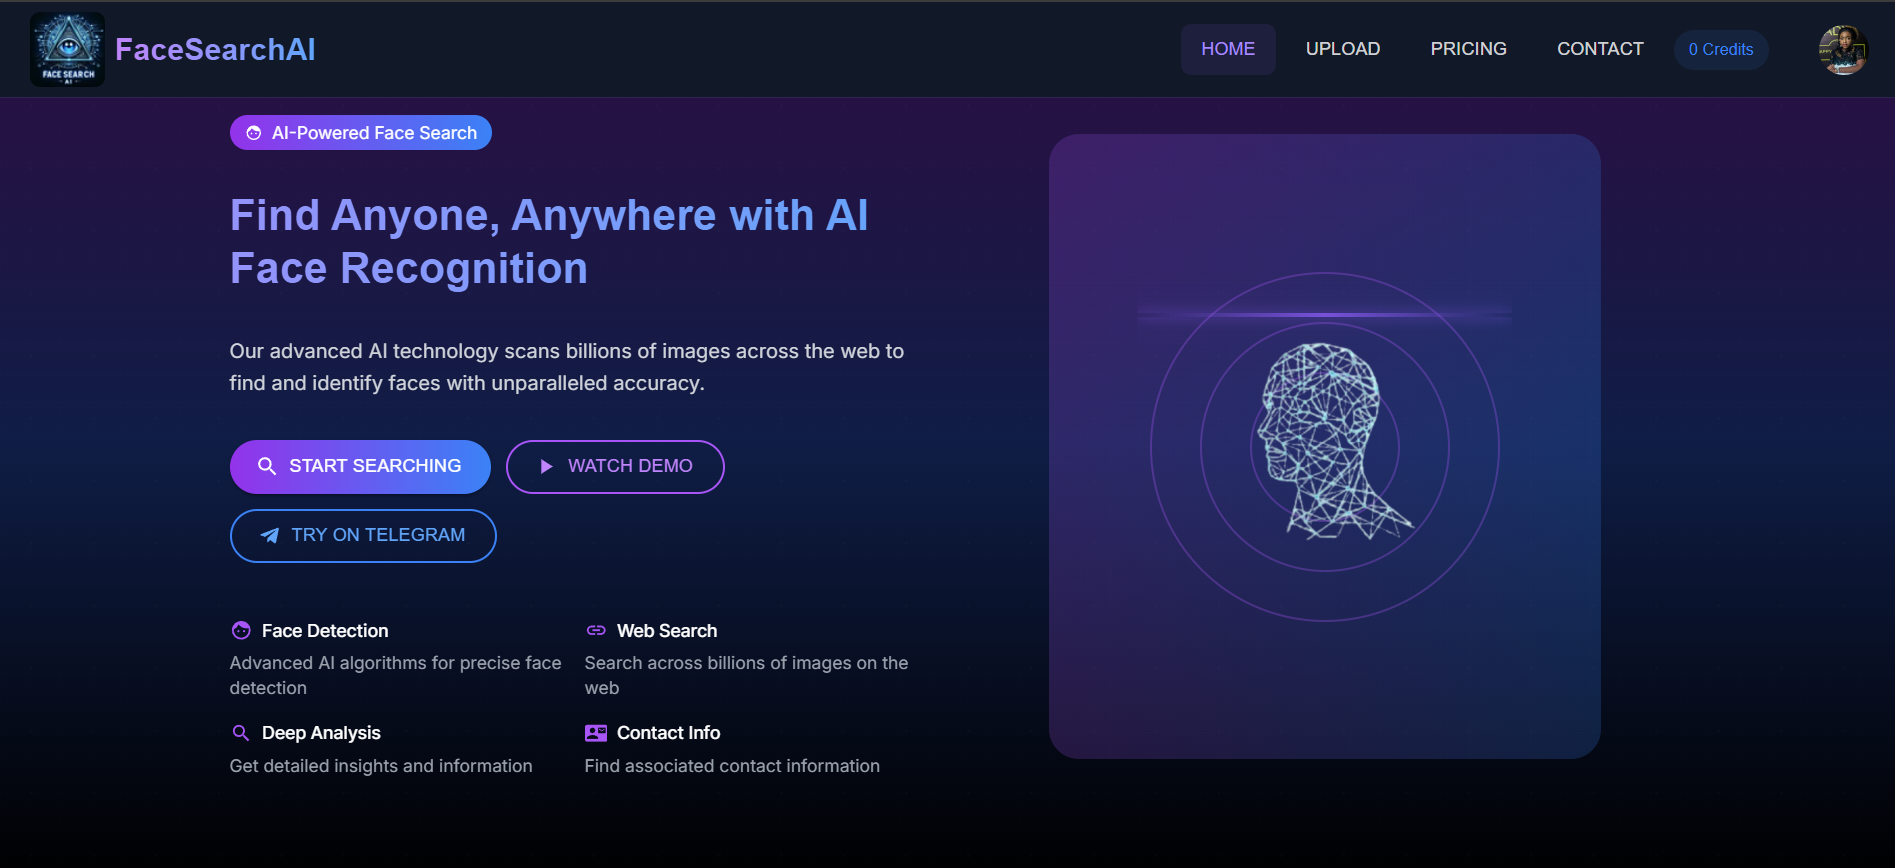 FACE SEARCH
AI
FaceSearchAI
HOME
UPLOAD
PRICING
CONTACT
0 Credits
AI-Powered Face Search
Find Anyone, Anywhere with AI
Face Recognition
Our advanced AI technology scans billions of images across the web to
find and identify faces with unparalleled accuracy.
START SEARCHING
WATCH DEMO
TRY ON TELEGRAM
Face Detection
Advanced AI algorithms for precise face
detection
Web Search
Search across billions of images on the
web
Deep Analysis
Get detailed insights and information
Contact Info
Find associated contact information